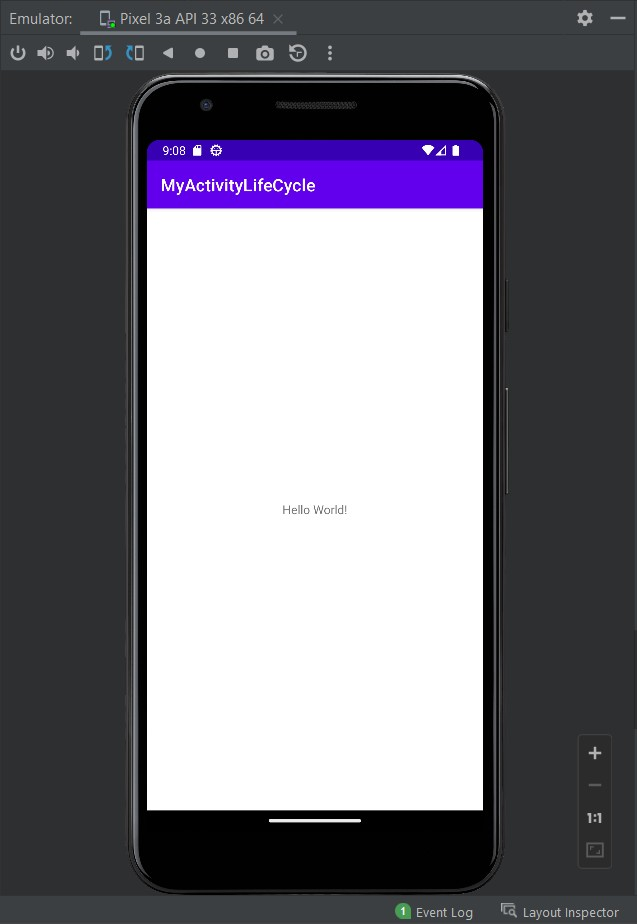 Emulator: Pixel 3a API 33 x86 64
9:08
MyActivityLifeCycle
Hello World!
1:1
1 Event Log Layout Inspector